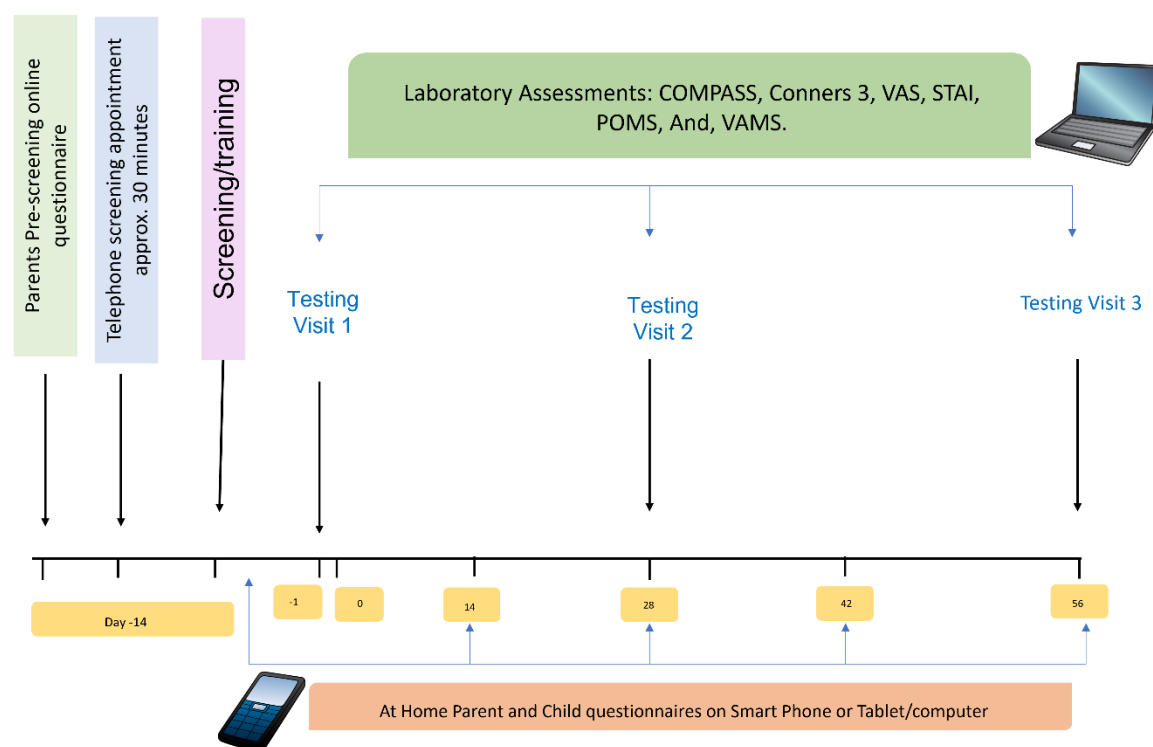 Parents Pre-screening online
questionnaire
Telephone screening appointment
approx. 30 minutes
Screening/training
Laboratory Assessments: COMPASS, Conners 3, VAS, STAI,
POMS, And, VAMS.
Testing
Visit 1
Testing
Visit 2
Testing Visit 3
Day -14
-1
0
14
28
42
56
At Home Parent and Child questionnaires on Smart Phone or Tablet/computer